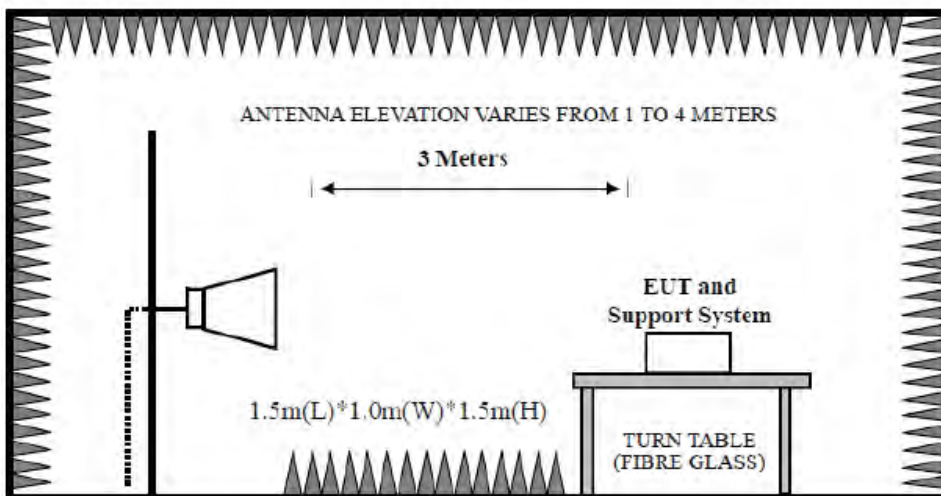 ANTENNA ELEVATION VARIES FROM 1 TO 4 METERS
3 Meters
EUT and
Support System
1.5m(L)*1.0m(W)*1.5m(H)
TURN TABLE
(FIBRE GLASS)